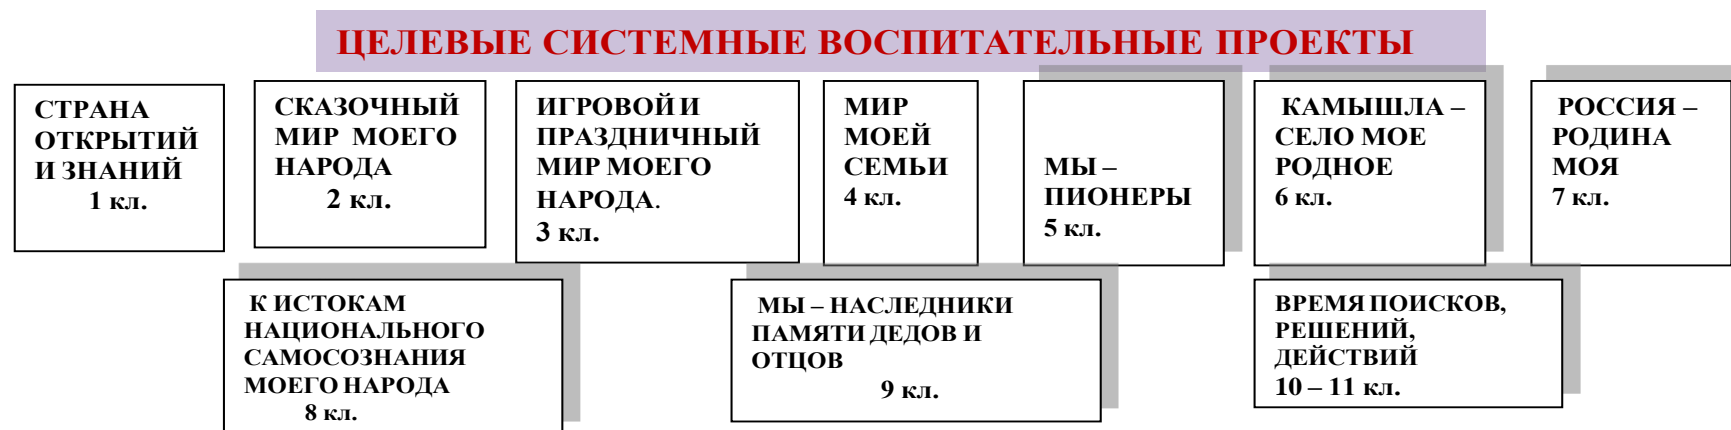 ЦЕЛЕВЫЕ СИСТЕМНЫЕ ВОСПИТАТЕЛЬНЫЕ ПРОЕКТЫ
СТРАНА
ОТКРЫТИЙ
И ЗНАНИЙ
1 кл.
СКАЗОЧНЫЙ
МИР МОЕГО
НАРОДА
2 кл.
ИГРОВОЙ И
ПРАЗДНИЧНЫЙ
МИР МОЕГО
НАРОДА.
3 кл.
МИР
МОЕЙ
СЕМЬИ
4 кл.
МЫ –
ПИОНЕРЫ
5 кл.
КАМЫШЛА –
СЕЛО МОЕ
РОДНОЕ
6 кл.
РОССИЯ –
РОДИНА
МОЯ
7 кл.
К ИСТОКАМ
НАЦИОНАЛЬНОГО
САМОСОЗНАНИЯ
МОЕГО НАРОДА
8 кл.
МЫ – НАСЛЕДНИКИ
ПАМЯТИ ДЕДОВ И
ОТЦОВ
9 кл.
ВРЕМЯ ПОИСКОВ,
РЕШЕНИЙ,
ДЕЙСТВИЙ
10 – 11 кл.